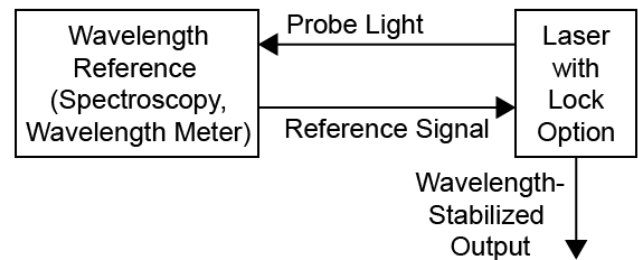 Wavelength
Reference
(Spectroscopy,
Wavelength Meter)
Probe Light
Reference Signal
Laser
with
Lock
Option
Wavelength-
Stabilized
Output